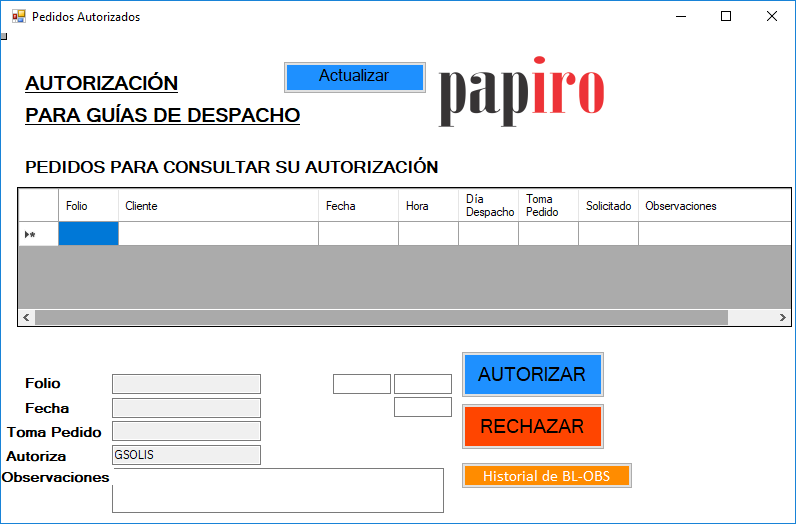 Pedidos Autorizados
AUTORIZACIÓN
Actualizar
papiro
PARA GUÍAS DE DESPACHO
PEDIDOS PARA CONSULTAR SU AUTORIZACIÓN
Folio Cliente Fecha Hora Día Despacho Toma Pedido Solicitado Observaciones
Folio
AUTORIZAR
Fecha
RECHAZAR
Toma Pedido
Autoriza GSOLIS
Observaciones
Historial de BL-OBS